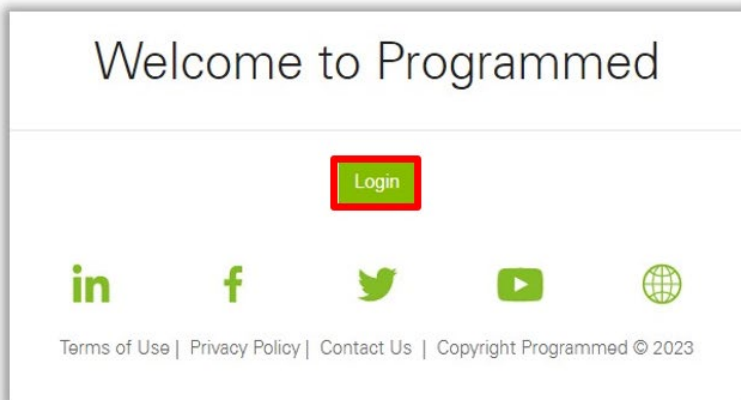 Welcome to Programmed
Login
in f
Terms of Use | Privacy Policy | Contact Us | Copyright Programmed © 2023